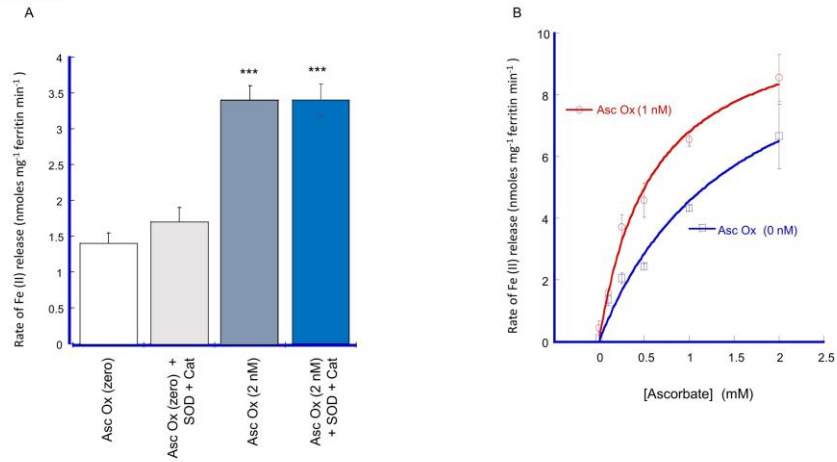 A
Rate of Fe (II) release (nmoles mg⁻¹ ferritin min⁻¹)
4
3.5
3
2.5
2
1.5
1
0.5
0
***
***
Asc Ox (zero)
Asc Ox (zero) +
SOD + Cat
Asc Ox (2 nM)
Asc Ox (2 nM)
+ SOD + Cat
B
Rate of Fe (II) release (nmoles mg⁻¹ ferritin min⁻¹)
10
8
6
4
2
0
Asc Ox (1 nM)
Asc Ox (0 nM)
0
0.5
1
1.5
2
2.5
[Ascorbate] (mM)